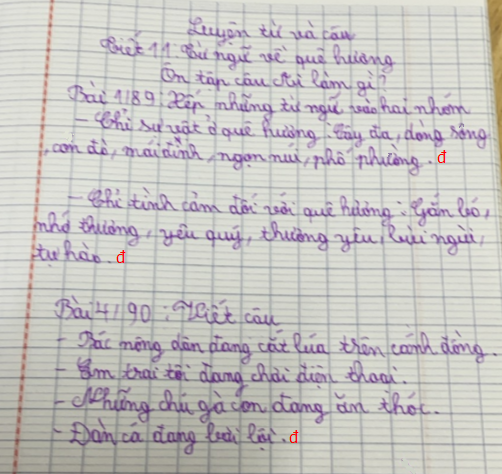 Luyện từ và câu
Tiết 11: Từ ngữ về quê hương
Ôn tập câu Ai làm gì?
Bài 1/89: Xếp những từ ngữ vào hai nhóm
- Chỉ sự vật ở quê hương: Cây đa, dòng sông
, con đò, mái đình, ngọn núi, phố phường. đ
- Chỉ tình cảm đối với quê hương: Gắn bó,
nhớ thương, yêu quý, thương yêu, bùi ngùi,
tự hào. đ
Bài 4/90: Viết câu
- Bác nông dân đang cắt lúa trên cánh đồng.
- Em trai tôi đang chơi điện thoại.
- Những chú gà con đang ăn thóc.
- Đàn cá đang bơi lội. đ